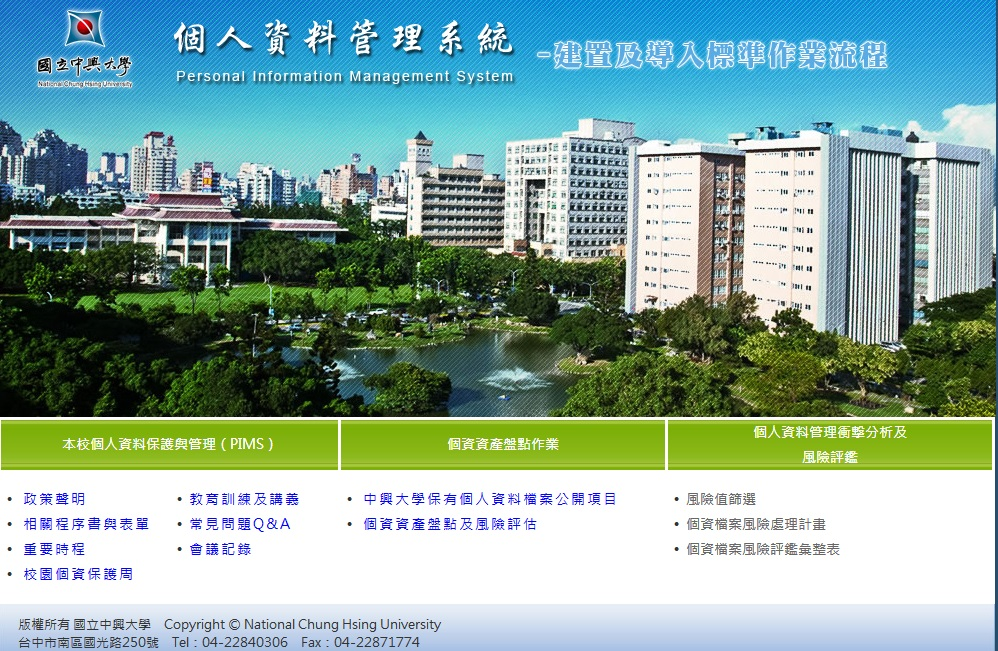 國立中興大學
National Chung Hsing University
個人資料管理系統
Personal Information Management System
-建置及導入標準作業流程
本校個人資料保護與管理(PIMS)
• 政策聲明
• 相關程序書與表單
• 重要時程
• 校園個資保護周
• 教育訓練及講義
• 常見問題Q&A
• 會議記錄
個資資產盤點作業
• 中興大學保有個人資料檔案公開項目
• 個資資產盤點及風險評估
個人資料管理衝擊分析及
風險評鑑
• 風險值篩選
• 個資檔案風險處理計畫
• 個資檔案風險評鑑彙整表
版權所有 國立中興大學 Copyright © National Chung Hsing University
台中市南區國光路250號 Tel:04-22840306 Fax:04-22871774